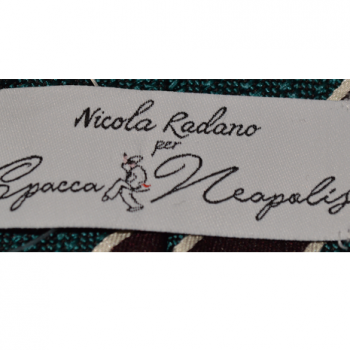 Nicola Radano
per
Spacca Neapolis